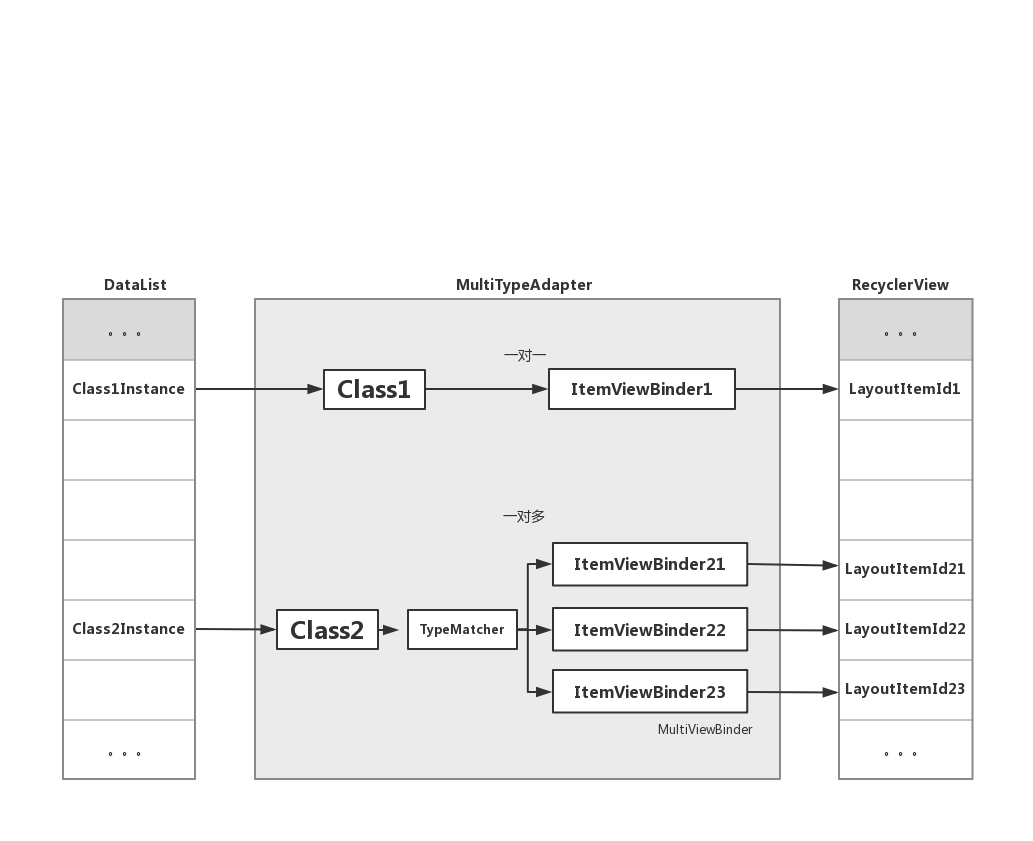 DataList
MultiTypeAdapter
RecyclerView
。。。
。。。
一对一
Class1Instance
Class1
ItemViewBinder1
LayoutItemId1
一对多
ItemViewBinder21
LayoutItemId21
Class2Instance
Class2
TypeMatcher
ItemViewBinder22
LayoutItemId22
ItemViewBinder23
LayoutItemId23
MultiViewBinder
。。。
。。。